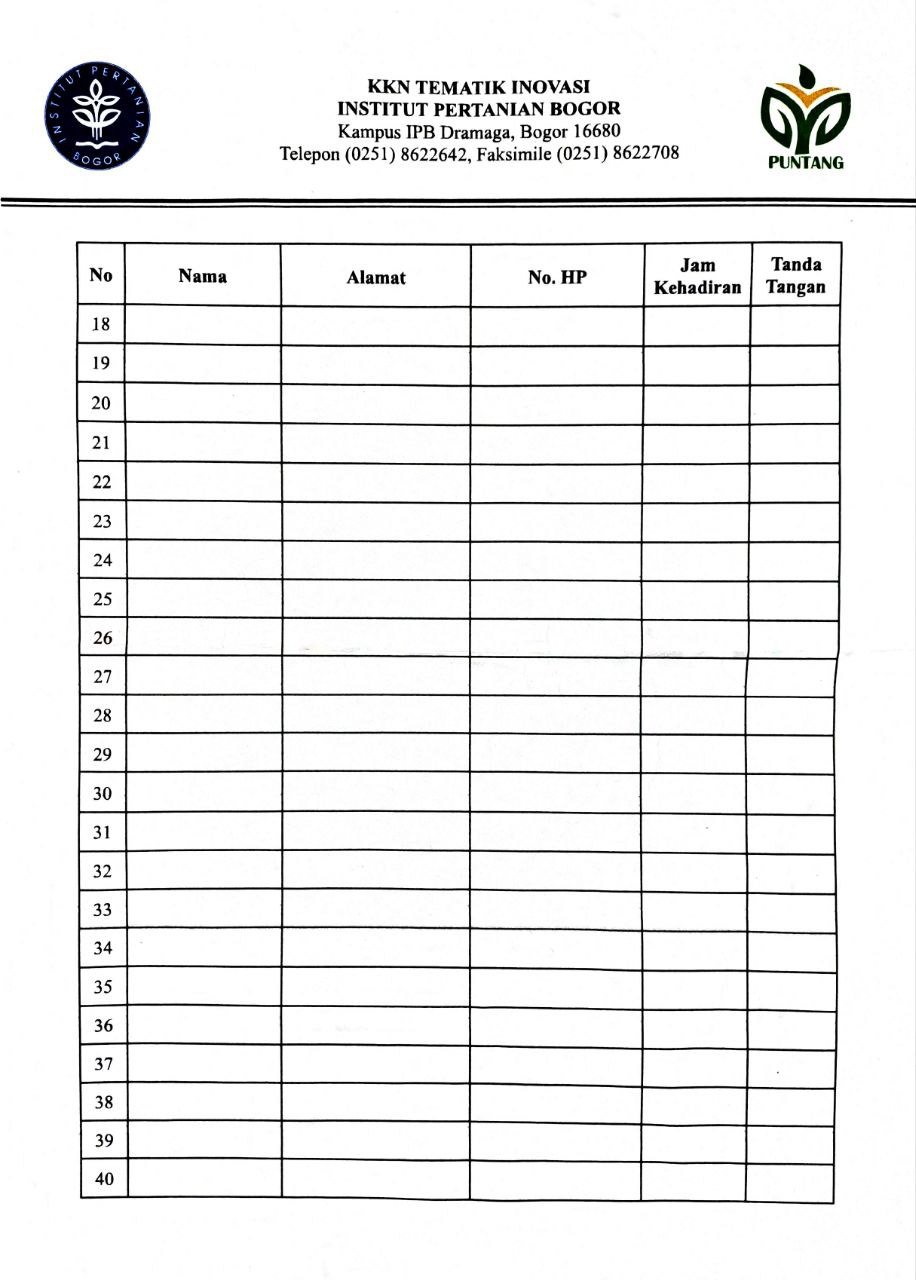 INSTITUT PERTANIAN
BOGOR
KKN TEMATIK INOVASI
INSTITUT PERTANIAN BOGOR
Kampus IPB Dramaga, Bogor 16680
Telepon (0251) 8622642, Faksimile (0251) 8622708
PUNTANG
No Nama Alamat No. HP Jam Kehadiran Tanda Tangan
18
19
20
21
22
23
24
25
26
27
28
29
30
31
32
33
34
35
36
37
38
39
40